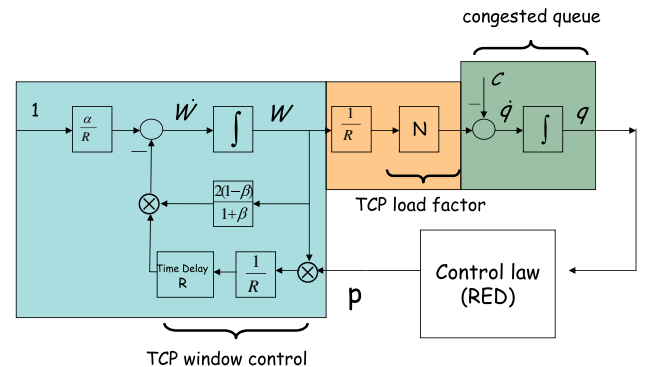 congested queue
C
1
α
R
Ẇ
∫
W
1
R
N
q̇
∫
q
2(1−β)
1+β
TCP load factor
Time Delay
R
1
R
p
Control law
(RED)
TCP window control